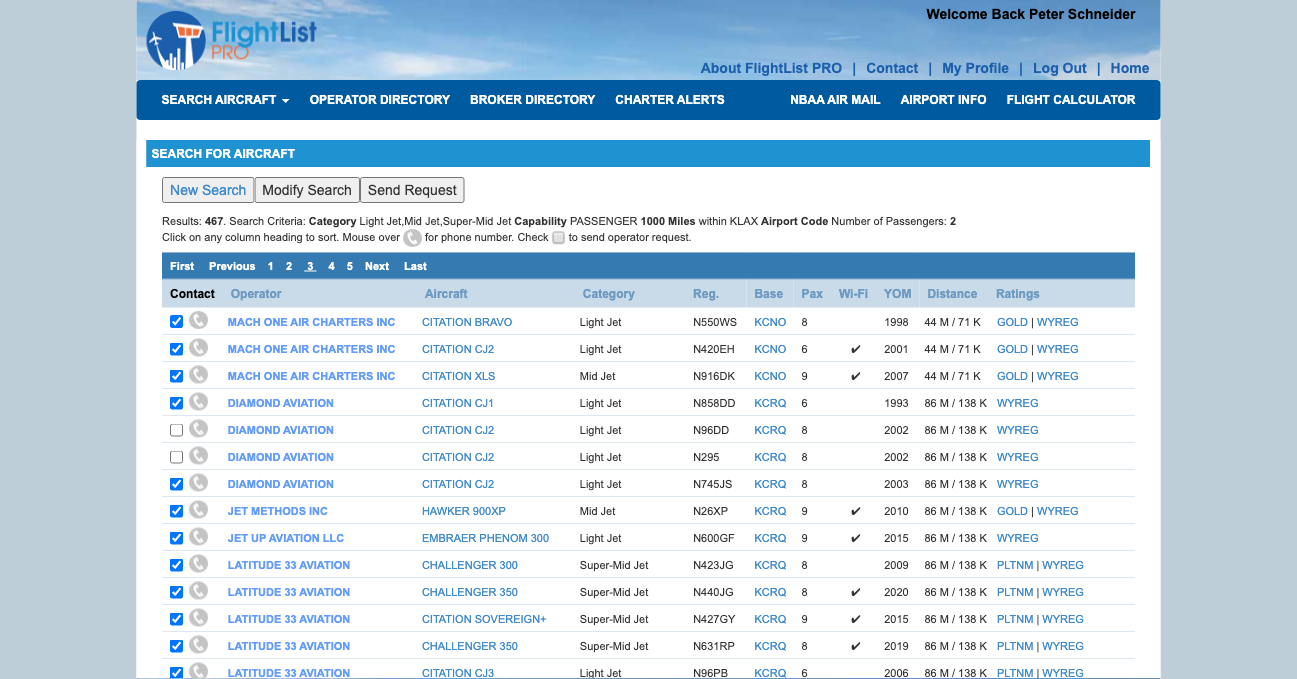 Welcome Back Peter Schneider
FlightList
PRO
About FlightList PRO | Contact | My Profile | Log Out | Home
SEARCH AIRCRAFT OPERATOR DIRECTORY BROKER DIRECTORY CHARTER ALERTS NBAA AIR MAIL AIRPORT INFO FLIGHT CALCULATOR
SEARCH FOR AIRCRAFT
New Search Modify Search Send Request
Results: 467. Search Criteria: Category Light Jet,Mid Jet,Super-Mid Jet Capability PASSENGER 1000 Miles within KLAX Airport Code Number of Passengers: 2
Click on any column heading to sort. Mouse over for phone number. Check to send operator request.
First Previous 1 2 3 4 5 Next Last
Contact Operator Aircraft Category Reg. Base Pax Wi-Fi YOM Distance Ratings
MACH ONE AIR CHARTERS INC CITATION BRAVO Light Jet N550WS KCNO 8 1998 44 M / 71 K GOLD | WYREG
MACH ONE AIR CHARTERS INC CITATION CJ2 Light Jet N420EH KCNO 6 ✔ 2001 44 M / 71 K GOLD | WYREG
MACH ONE AIR CHARTERS INC CITATION XLS Mid Jet N916DK KCNO 9 ✔ 2007 44 M / 71 K GOLD | WYREG
DIAMOND AVIATION CITATION CJ1 Light Jet N858DD KCRQ 6 1993 86 M / 138 K WYREG
DIAMOND AVIATION CITATION CJ2 Light Jet N96DD KCRQ 8 2002 86 M / 138 K WYREG
DIAMOND AVIATION CITATION CJ2 Light Jet N295 KCRQ 8 2002 86 M / 138 K WYREG
DIAMOND AVIATION CITATION CJ2 Light Jet N745JS KCRQ 8 2003 86 M / 138 K WYREG
JET METHODS INC HAWKER 900XP Mid Jet N26XP KCRQ 9 ✔ 2010 86 M / 138 K GOLD | WYREG
JET UP AVIATION LLC EMBRAER PHENOM 300 Light Jet N600GF KCRQ 9 ✔ 2015 86 M / 138 K WYREG
LATITUDE 33 AVIATION CHALLENGER 300 Super-Mid Jet N423JG KCRQ 8 2009 86 M / 138 K PLTNM | WYREG
LATITUDE 33 AVIATION CHALLENGER 350 Super-Mid Jet N440JG KCRQ 8 ✔ 2020 86 M / 138 K PLTNM | WYREG
LATITUDE 33 AVIATION CITATION SOVEREIGN+ Super-Mid Jet N427GY KCRQ 9 ✔ 2015 86 M / 138 K PLTNM | WYREG
LATITUDE 33 AVIATION CHALLENGER 350 Super-Mid Jet N631RP KCRQ 8 ✔ 2019 86 M / 138 K PLTNM | WYREG
LATITUDE 33 AVIATION CITATION CJ3 Light Jet N96PB KCRQ 6 2006 86 M / 138 K PLTNM | WYREG